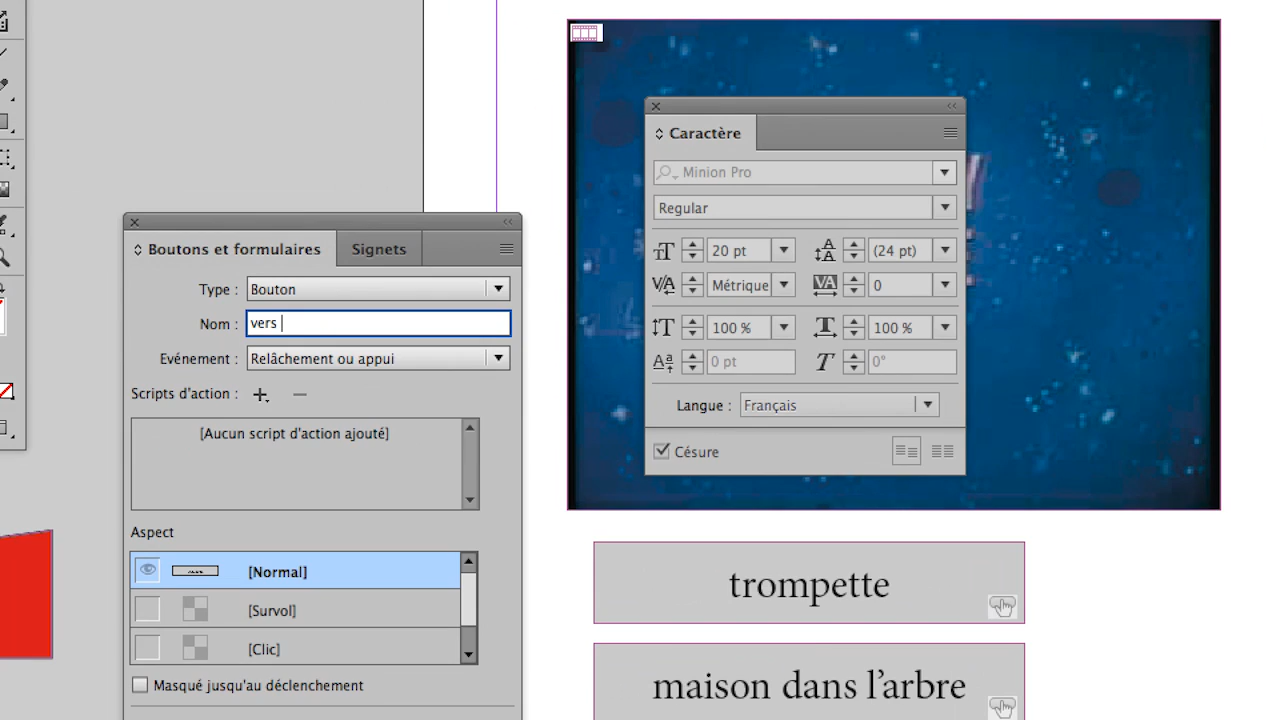 Caractère
Minion Pro
Regular
20 pt
(24 pt)
Métrique
0
100 %
100 %
0 pt
0°
Langue :
Français
Césure
Boutons et formulaires
Signets
Type :
Bouton
Nom :
vers
Evénement :
Relâchement ou appui
Scripts d'action :
[Aucun script d'action ajouté]
Aspect
[Normal]
[Survol]
[Clic]
Masqué jusqu'au déclenchement
trompette
maison dans l’arbre